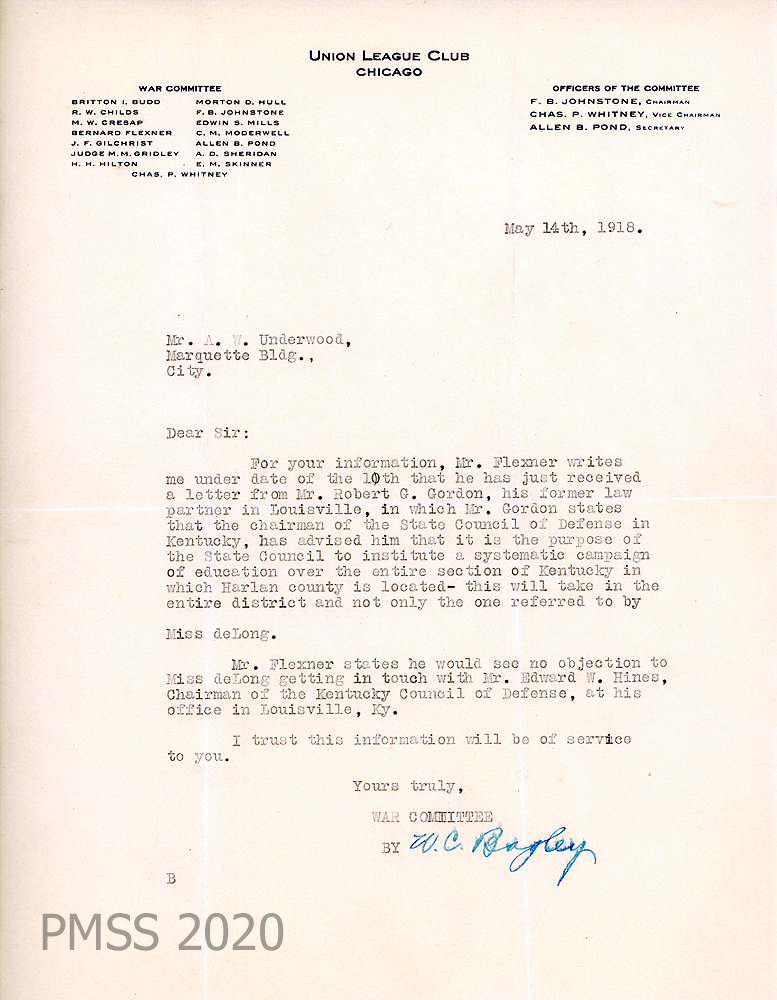 UNION LEAGUE CLUB
CHICAGO
WAR COMMITTEE
BRITTON I. BUDD
R. W. CHILDS
M. W. CRESAP
BERNARD FLEXNER
J. F. GILCHRIST
JUDGE M. M. GRIDLEY
H. H. HILTON
MORTON D. HULL
F. B. JOHNSTONE
EDWIN S. MILLS
C. M. MODERWELL
ALLEN B. POND
A. D. SHERIDAN
E. M. SKINNER
CHAS. P. WHITNEY
OFFICERS OF THE COMMITTEE
F. B. JOHNSTONE, CHAIRMAN
CHAS. P. WHITNEY, VICE CHAIRMAN
ALLEN B. POND, SECRETARY
May 14th, 1918.
Mr. A. W. Underwood,
Marquette Bldg.,
City.
Dear Sir:
For your information, Mr. Flexner writes
me under date of the 10th that he has just received
a letter from Mr. Robert G. Gordon, his former law
partner in Louisville, in which Mr. Gordon states
that the chairman of the State Council of Defense in
Kentucky, has advised him that it is the purpose of
the State Council to institute a systematic campaign
of education over the entire section of Kentucky in
which Harlan county is located- this will take in the
entire district and not only the one referred to by
Miss deLong.
Mr. Flexner states he would see no objection to
Miss deLong getting in touch with Mr. Edward W. Hines,
Chairman of the Kentucky Council of Defense, at his
office in Louisville, Ky.
I trust this information will be of service
to you.
Yours truly,
WAR COMMITTEE
BY W. C. Bagley
B
PMSS 2020